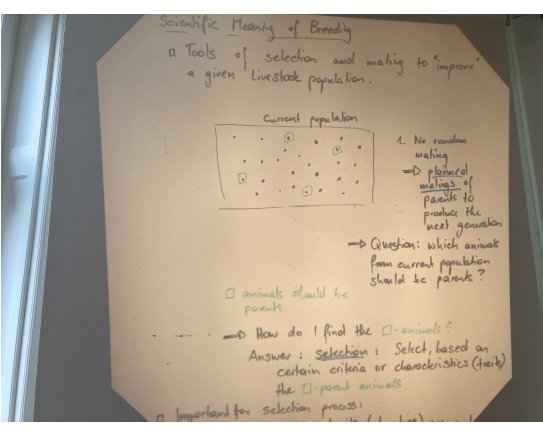 Scientific Meaning of Breeding
□ Tools of selection and mating to "improve"
a given Livestock population.
Current population
1. No random
mating
⇒ planned
matings of
parents to
produce the
next generation
⇒ Question: which animals
from current population
should be parents?
□ animals should be
parents
⇒ How do I find the □-animals?
Answer: selection: Select, based on
certain criteria or characteristics (traits)
the □-parent animals.
□ Important for selection process: